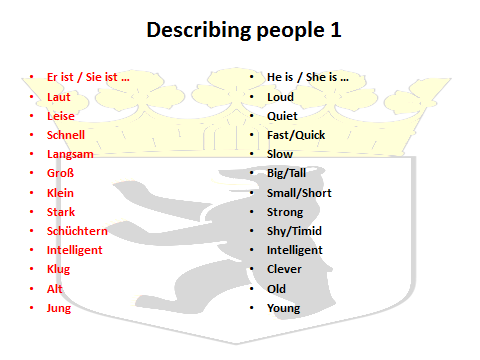 Describing people 1
• Er ist / Sie ist …
• Laut
• Leise
• Schnell
• Langsam
• Groß
• Klein
• Stark
• Schüchtern
• Intelligent
• Klug
• Alt
• Jung
• He is / She is …
• Loud
• Quiet
• Fast/Quick
• Slow
• Big/Tall
• Small/Short
• Strong
• Shy/Timid
• Intelligent
• Clever
• Old
• Young